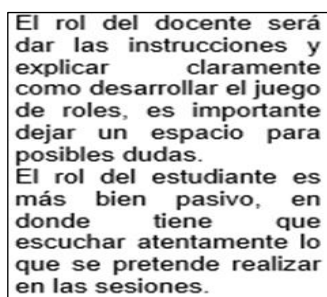 El rol del docente será
dar las instrucciones y
explicar claramente
como desarrollar el juego
de roles, es importante
dejar un espacio para
posibles dudas.
El rol del estudiante es
más bien pasivo, en
donde tiene que
escuchar atentamente lo
que se pretende realizar
en las sesiones.